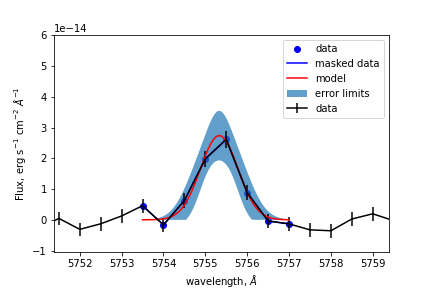 1e−14
6
5
4
3
2
1
0
−1
Flux, erg s⁻¹ cm⁻² Å⁻¹
data
masked data
model
error limits
data
5752 5753 5754 5755 5756 5757 5758 5759
wavelength, Å